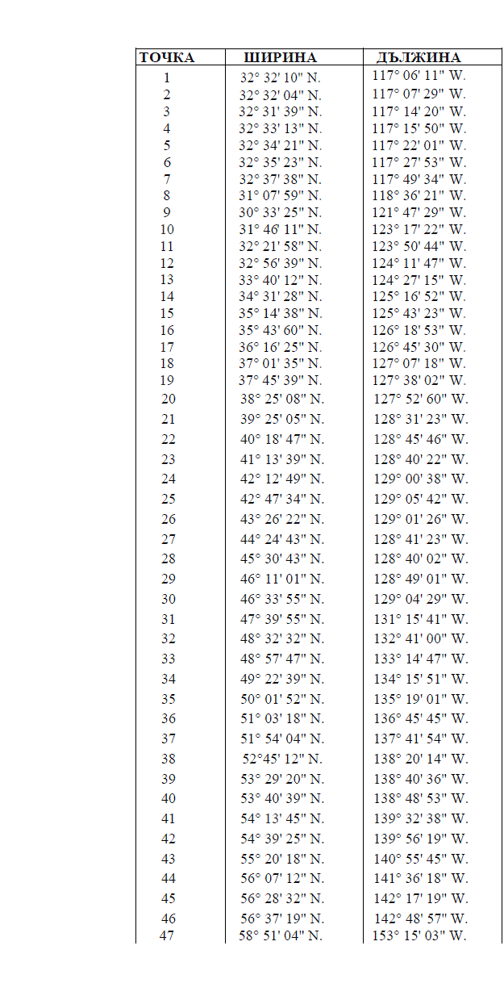 ТОЧКА ШИРИНА ДЪЛЖИНА
1 32° 32' 10" N. 117° 06' 11" W.
2 32° 32' 04" N. 117° 07' 29" W.
3 32° 31' 39" N. 117° 14' 20" W.
4 32° 33' 13" N. 117° 15' 50" W.
5 32° 34' 21" N. 117° 22' 01" W.
6 32° 35' 23" N. 117° 27' 53" W.
7 32° 37' 38" N. 117° 49' 34" W.
8 31° 07' 59" N. 118° 36' 21" W.
9 30° 33' 25" N. 121° 47' 29" W.
10 31° 46' 11" N. 123° 17' 22" W.
11 32° 21' 58" N. 123° 50' 44" W.
12 32° 56' 39" N. 124° 11' 47" W.
13 33° 40' 12" N. 124° 27' 15" W.
14 34° 31' 28" N. 125° 16' 52" W.
15 35° 14' 38" N. 125° 43' 23" W.
16 35° 43' 60" N. 126° 18' 53" W.
17 36° 16' 25" N. 126° 45' 30" W.
18 37° 01' 35" N. 127° 07' 18" W.
19 37° 45' 39" N. 127° 38' 02" W.
20 38° 25' 08" N. 127° 52' 60" W.
21 39° 25' 05" N. 128° 31' 23" W.
22 40° 18' 47" N. 128° 45' 46" W.
23 41° 13' 39" N. 128° 40' 22" W.
24 42° 12' 49" N. 129° 00' 38" W.
25 42° 47' 34" N. 129° 05' 42" W.
26 43° 26' 22" N. 129° 01' 26" W.
27 44° 24' 43" N. 128° 41' 23" W.
28 45° 30' 43" N. 128° 40' 02" W.
29 46° 11' 01" N. 128° 49' 01" W.
30 46° 33' 55" N. 129° 04' 29" W.
31 47° 39' 55" N. 131° 15' 41" W.
32 48° 32' 32" N. 132° 41' 00" W.
33 48° 57' 47" N. 133° 14' 47" W.
34 49° 22' 39" N. 134° 15' 51" W.
35 50° 01' 52" N. 135° 19' 01" W.
36 51° 03' 18" N. 136° 45' 45" W.
37 51° 54' 04" N. 137° 41' 54" W.
38 52°45' 12" N. 138° 20' 14" W.
39 53° 29' 20" N. 138° 40' 36" W.
40 53° 40' 39" N. 138° 48' 53" W.
41 54° 13' 45" N. 139° 32' 38" W.
42 54° 39' 25" N. 139° 56' 19" W.
43 55° 20' 18" N. 140° 55' 45" W.
44 56° 07' 12" N. 141° 36' 18" W.
45 56° 28' 32" N. 142° 17' 19" W.
46 56° 37' 19" N. 142° 48' 57" W.
47 58° 51' 04" N. 153° 15' 03" W.